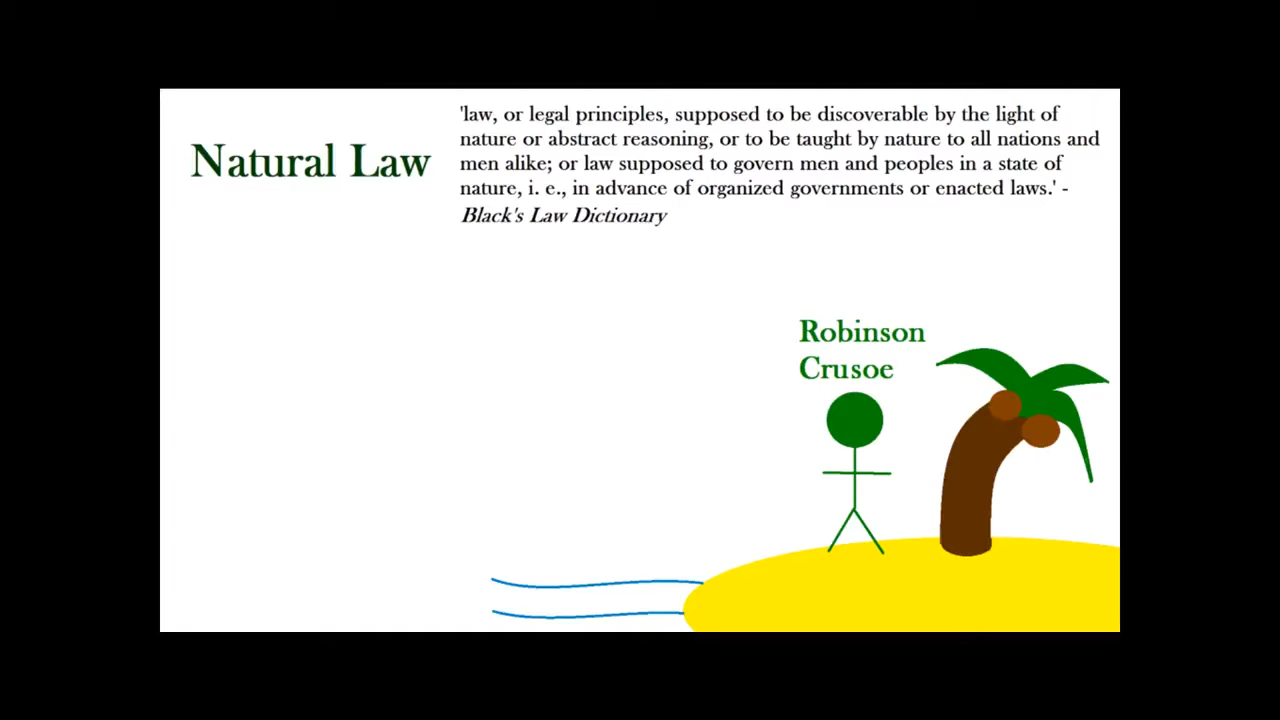 Natural Law
'law, or legal principles, supposed to be discoverable by the light of
nature or abstract reasoning, or to be taught by nature to all nations and
men alike; or law supposed to govern men and peoples in a state of
nature, i. e., in advance of organized governments or enacted laws.' -
Black's Law Dictionary
Robinson
Crusoe